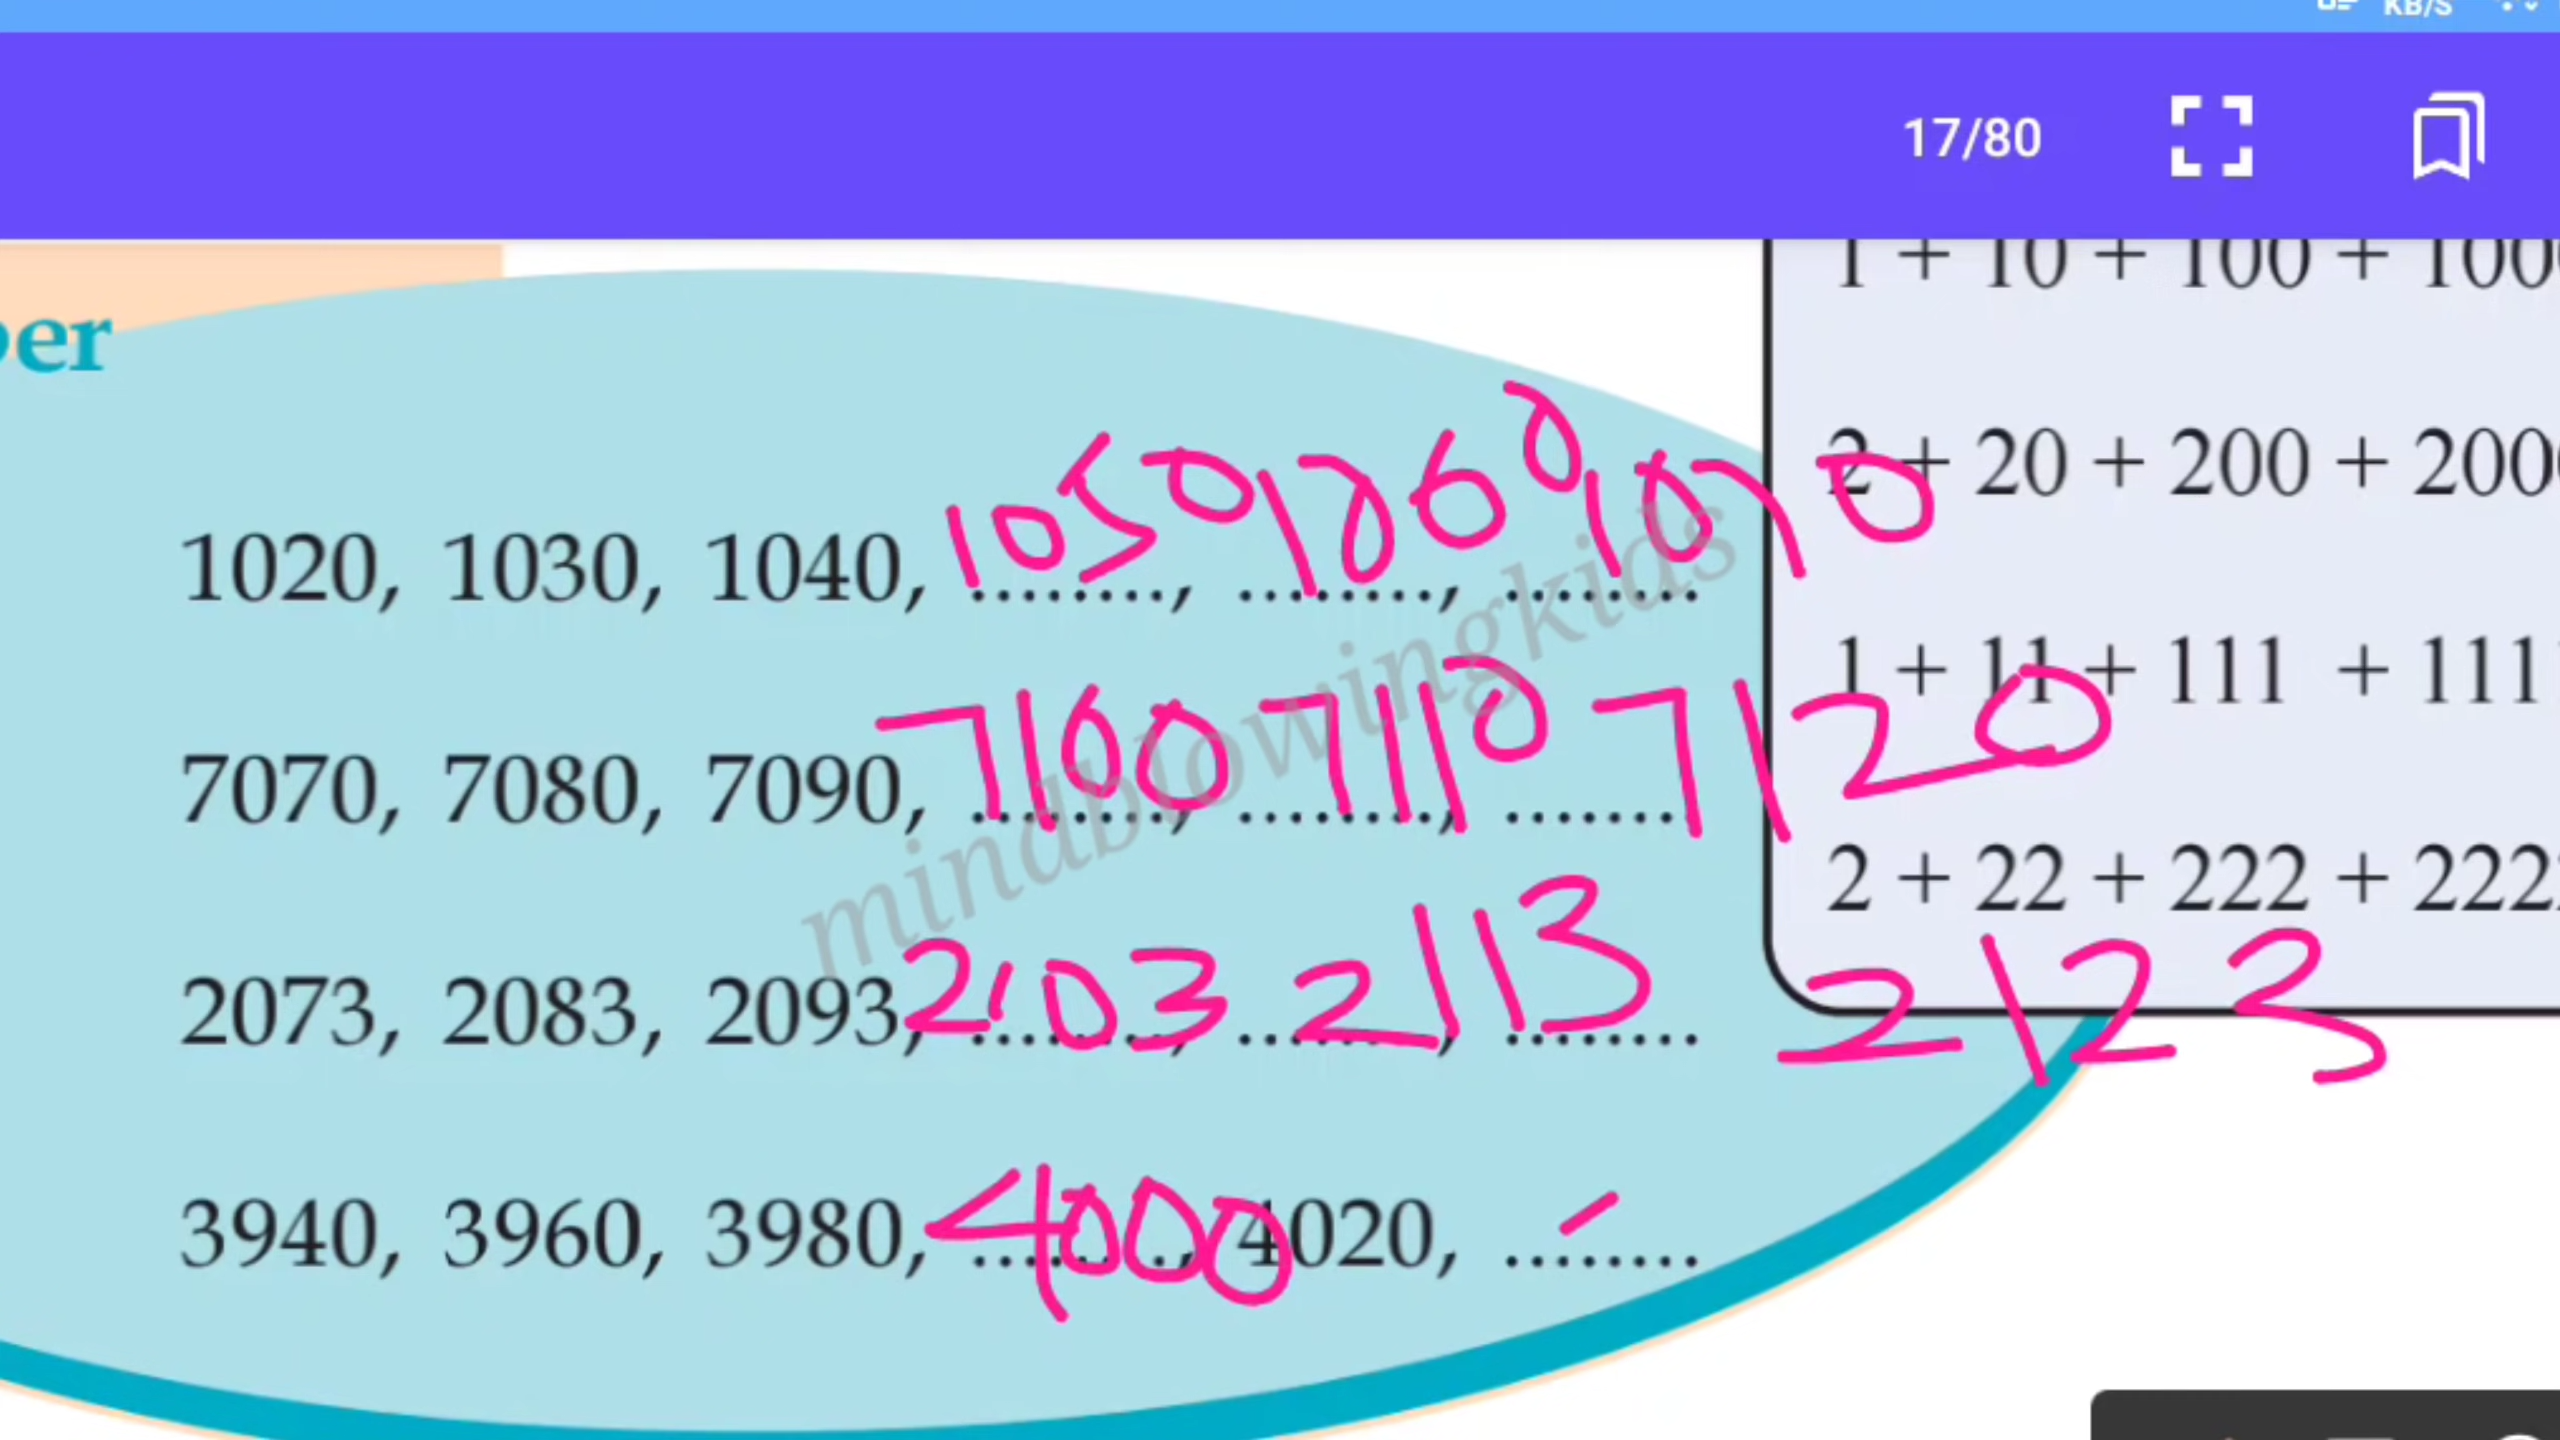 KB/S
17/80
er
1 + 10 + 100 + 100
2 + 20 + 200 + 200
1 + 11 + 111 + 111
2 + 22 + 222 + 222
1020, 1030, 1040, 1050, 1060, 1070
7070, 7080, 7090, 7100, 7110, 7120
2073, 2083, 2093, 2103, 2113, 2123
3940, 3960, 3980, 4000, 4020, ........
mindblowingkids